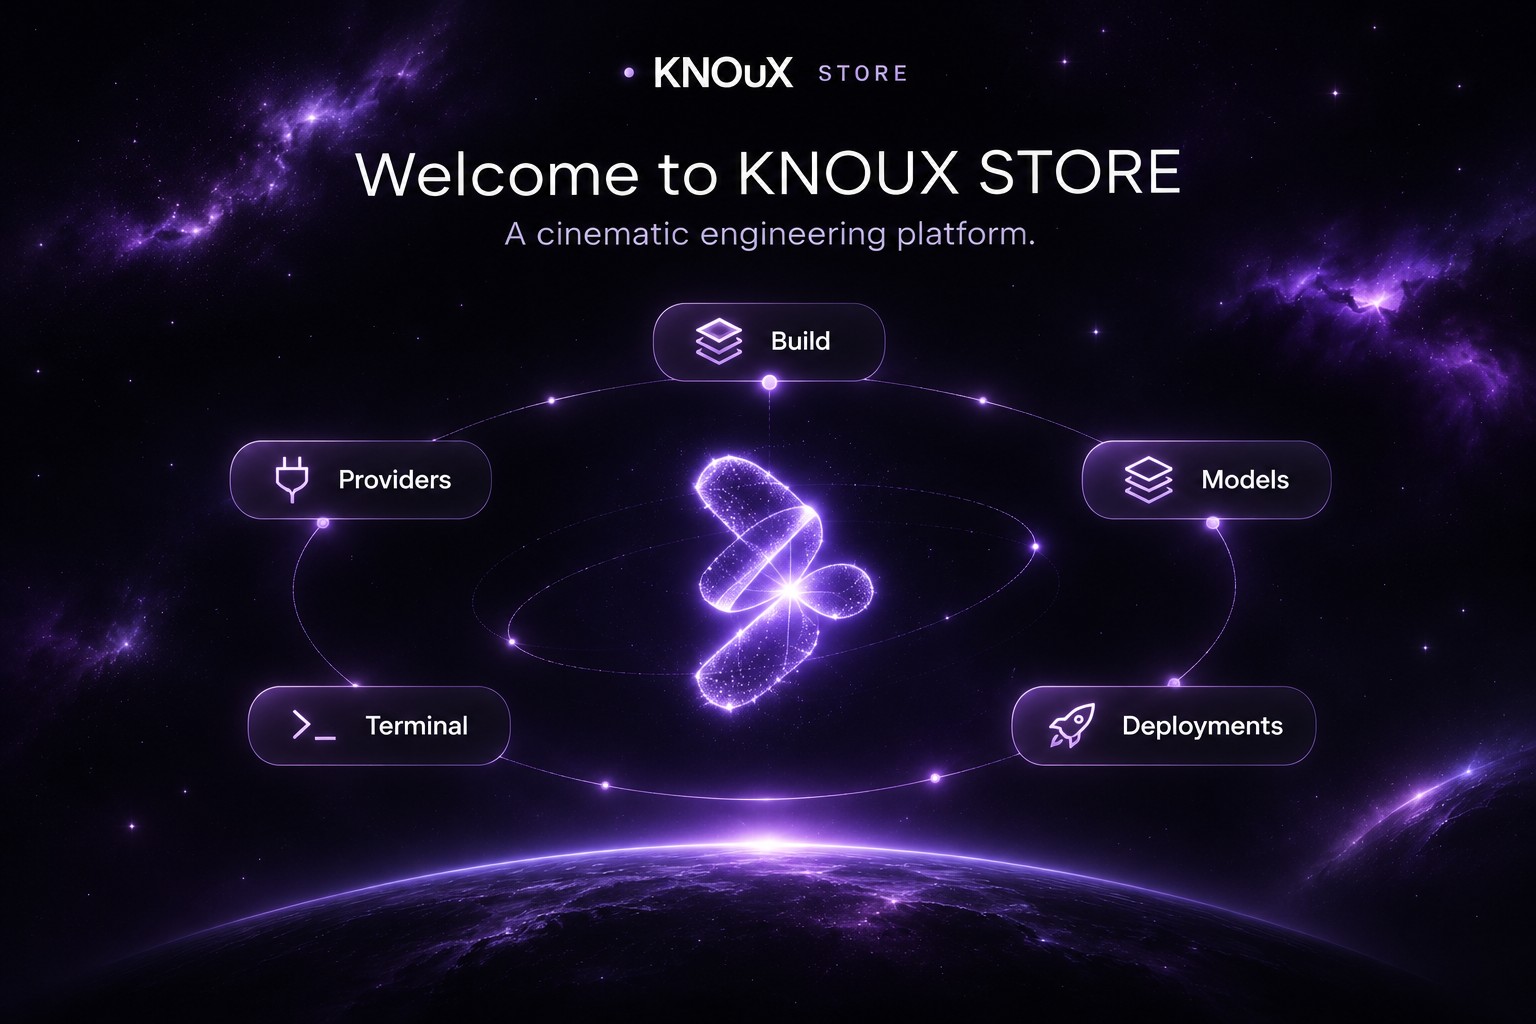 KNOuX STORE
Welcome to KNOUX STORE
A cinematic engineering platform.
Build
Providers
Models
Terminal
Deployments